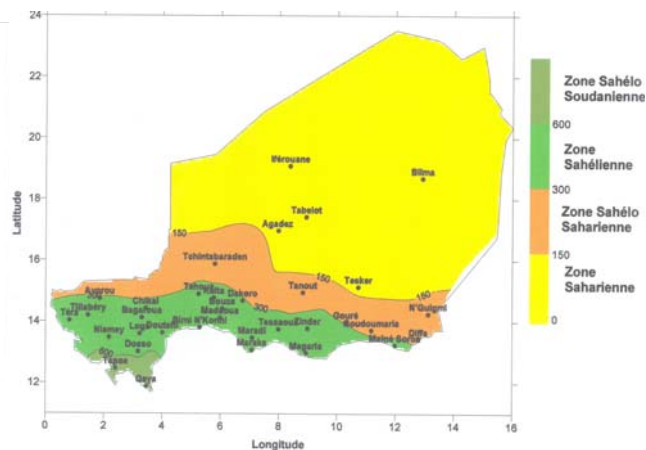 24
22
20
18
16
14
12
Latitude
0
2
4
6
8
10
12
14
16
Longitude
Iférouane
Bilma
Tabelot
Agadez
150
Tchintabaraden
150
Tanout
Tesker
150
N'Guigmi
Ayorou
300
Tillabéry
Téra
Chikal
Bagaroua
Tahoua
Keita
Bouza
Dakoro
Madaoua
300
Gouré
Goudoumaria
Diffa
Maïné Soroa
Niamey
Loga
Doutchi
Birni N'Konni
Tessaoua
Zinder
Maradi
Magaria
Dosso
600
Gaya
Zone Sahélo
Soudanienne
600
Zone
Sahélienne
300
Zone Sahélo
Saharienne
150
Zone
Saharienne
0